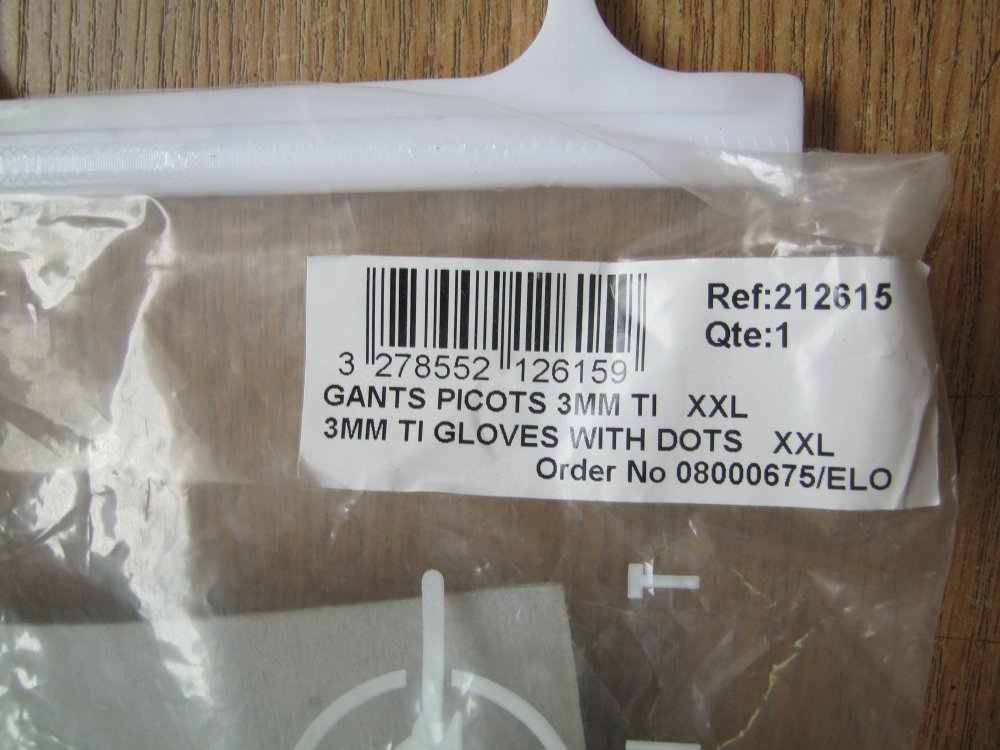 Ref:212615
Qte:1
3 278552 126159
GANTS PICOTS 3MM TI XXL
3MM TI GLOVES WITH DOTS XXL
Order No 08000675/ELO